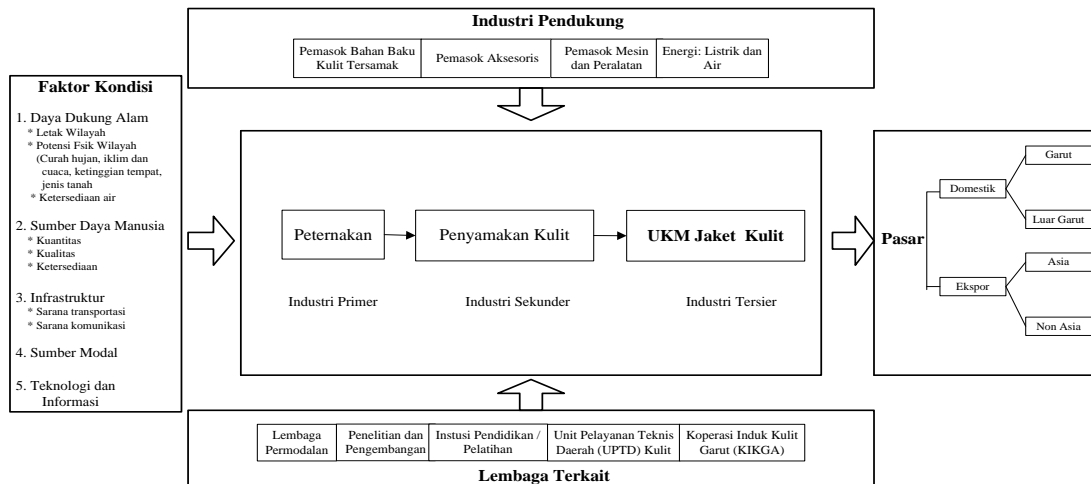 Industri Pendukung
Pemasok Bahan Baku
Kulit Tersamak
Pemasok Aksesoris
Pemasok Mesin
dan Peralatan
Energi: Listrik dan
Air
Faktor Kondisi
1. Daya Dukung Alam
* Letak Wilayah
* Potensi Fsik Wilayah
(Curah hujan, iklim dan
cuaca, ketinggian tempat,
jenis tanah
* Ketersediaan air
2. Sumber Daya Manusia
* Kuantitas
* Kualitas
* Ketersediaan
3. Infrastruktur
* Sarana transportasi
* Sarana komunikasi
4. Sumber Modal
5. Teknologi dan
Informasi
Peternakan
Penyamakan Kulit
UKM Jaket Kulit
Industri Primer
Industri Sekunder
Industri Tersier
Pasar
Domestik
Garut
Luar Garut
Ekspor
Asia
Non Asia
Lembaga
Permodalan
Penelitian dan
Pengembangan
Instusi Pendidikan /
Pelatihan
Unit Pelayanan Teknis
Daerah (UPTD) Kulit
Koperasi Induk Kulit
Garut (KIKGA)
Lembaga Terkait